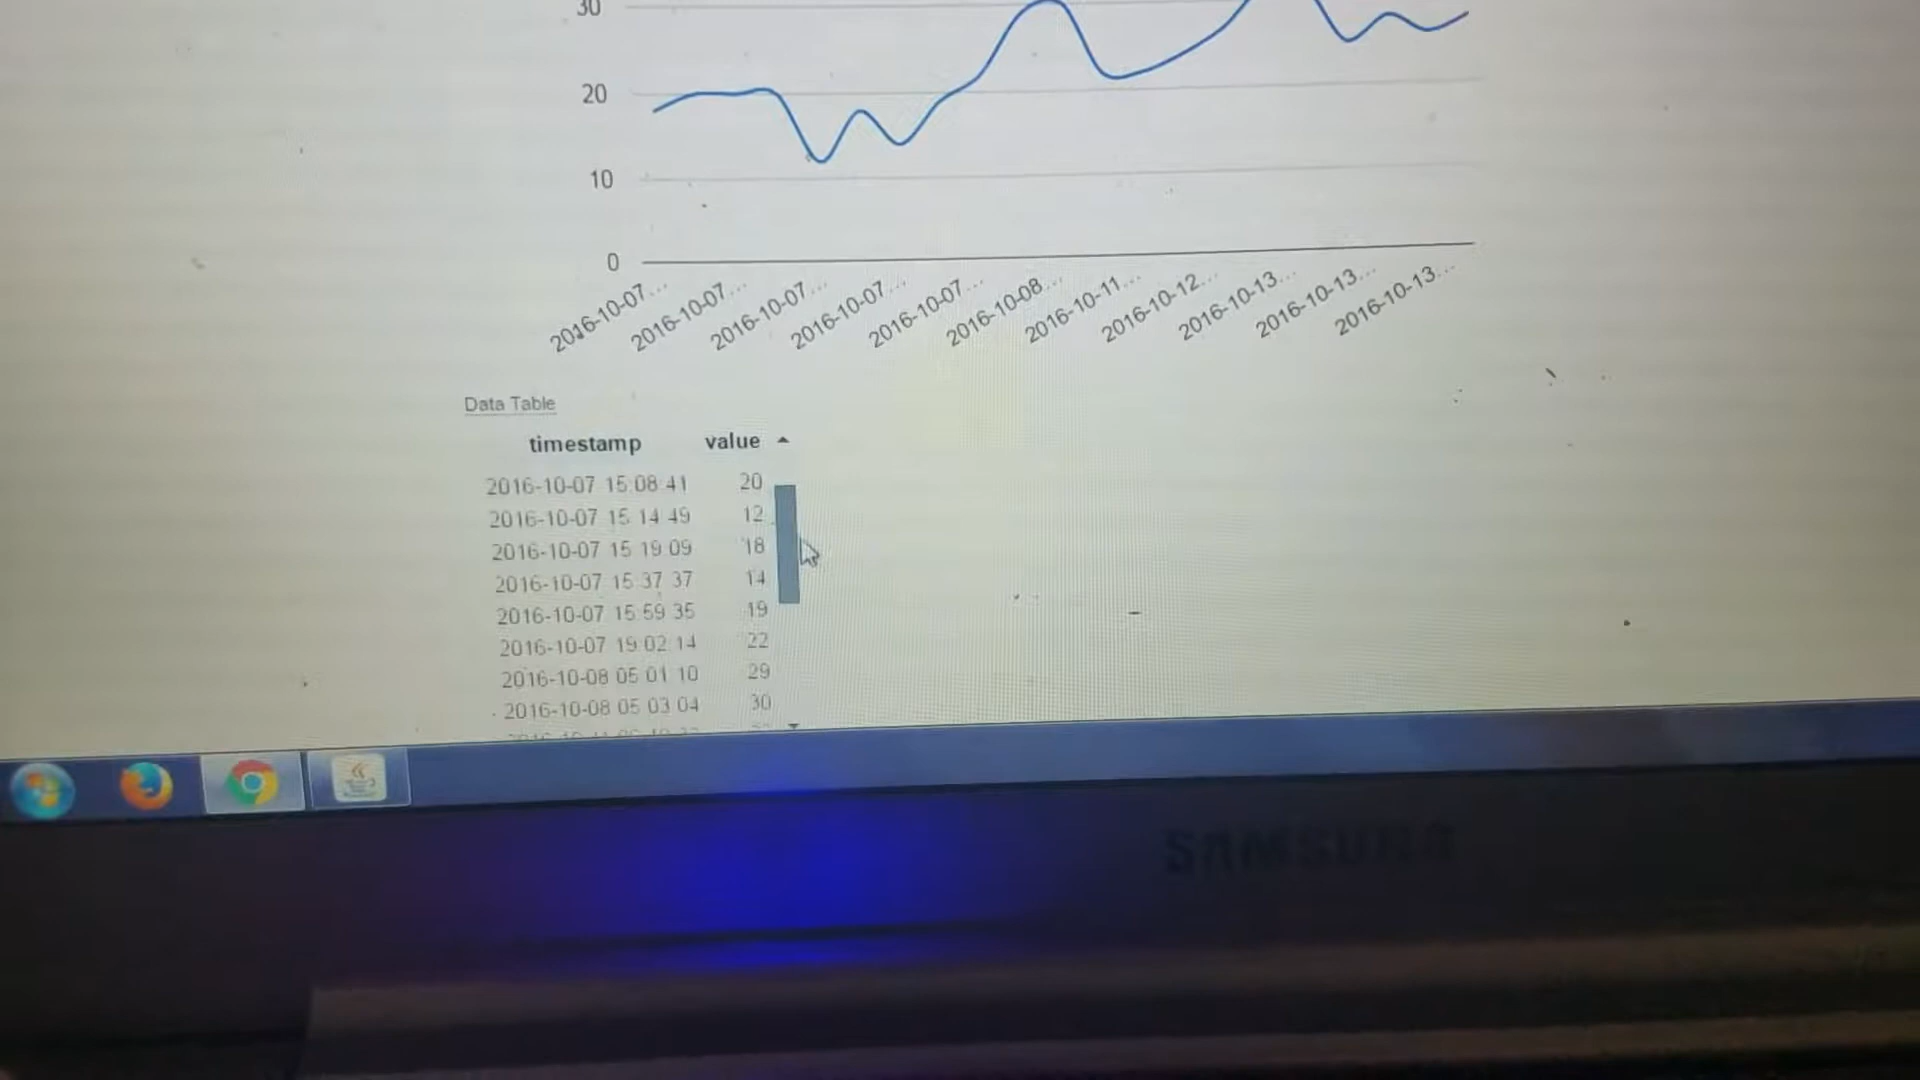 30
20
10
0
2016-10-07...
2016-10-07...
2016-10-07...
2016-10-07...
2016-10-07...
2016-10-08...
2016-10-11...
2016-10-12...
2016-10-13...
2016-10-13...
2016-10-13...
Data Table
timestamp value
2016-10-07 15:08:41 20
2016-10-07 15:14:49 12
2016-10-07 15:19:09 18
2016-10-07 15:37:37 14
2016-10-07 15:59:35 19
2016-10-07 19:02:14 22
2016-10-08 05:01:10 29
2016-10-08 05:03:04 30
SAMSUNG